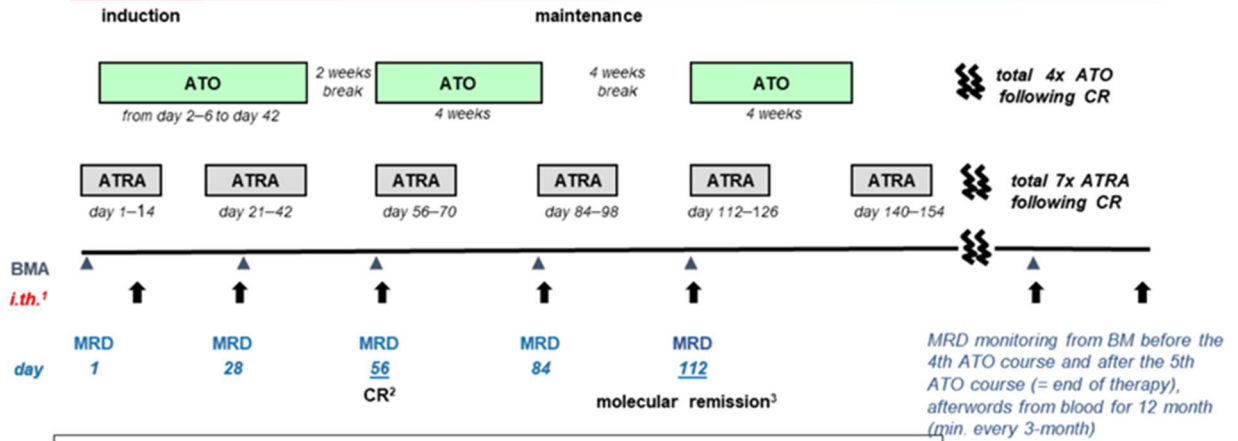 induction maintenance
ATO 2 weeks break ATO 4 weeks break ATO total 4x ATO following CR
from day 2–6 to day 42 4 weeks 4 weeks
ATRA ATRA ATRA ATRA ATRA ATRA total 7x ATRA following CR
day 1–14 day 21–42 day 56–70 day 84–98 day 112–126 day 140–154
BMA
i.th.¹
MRD MRD MRD MRD MRD
day 1 28 56 84 112
CR² molecular remission³
MRD monitoring from BM before the
4th ATO course and after the 5th
ATO course (= end of therapy),
afterwords from blood for 12 month
(min. every 3-month)